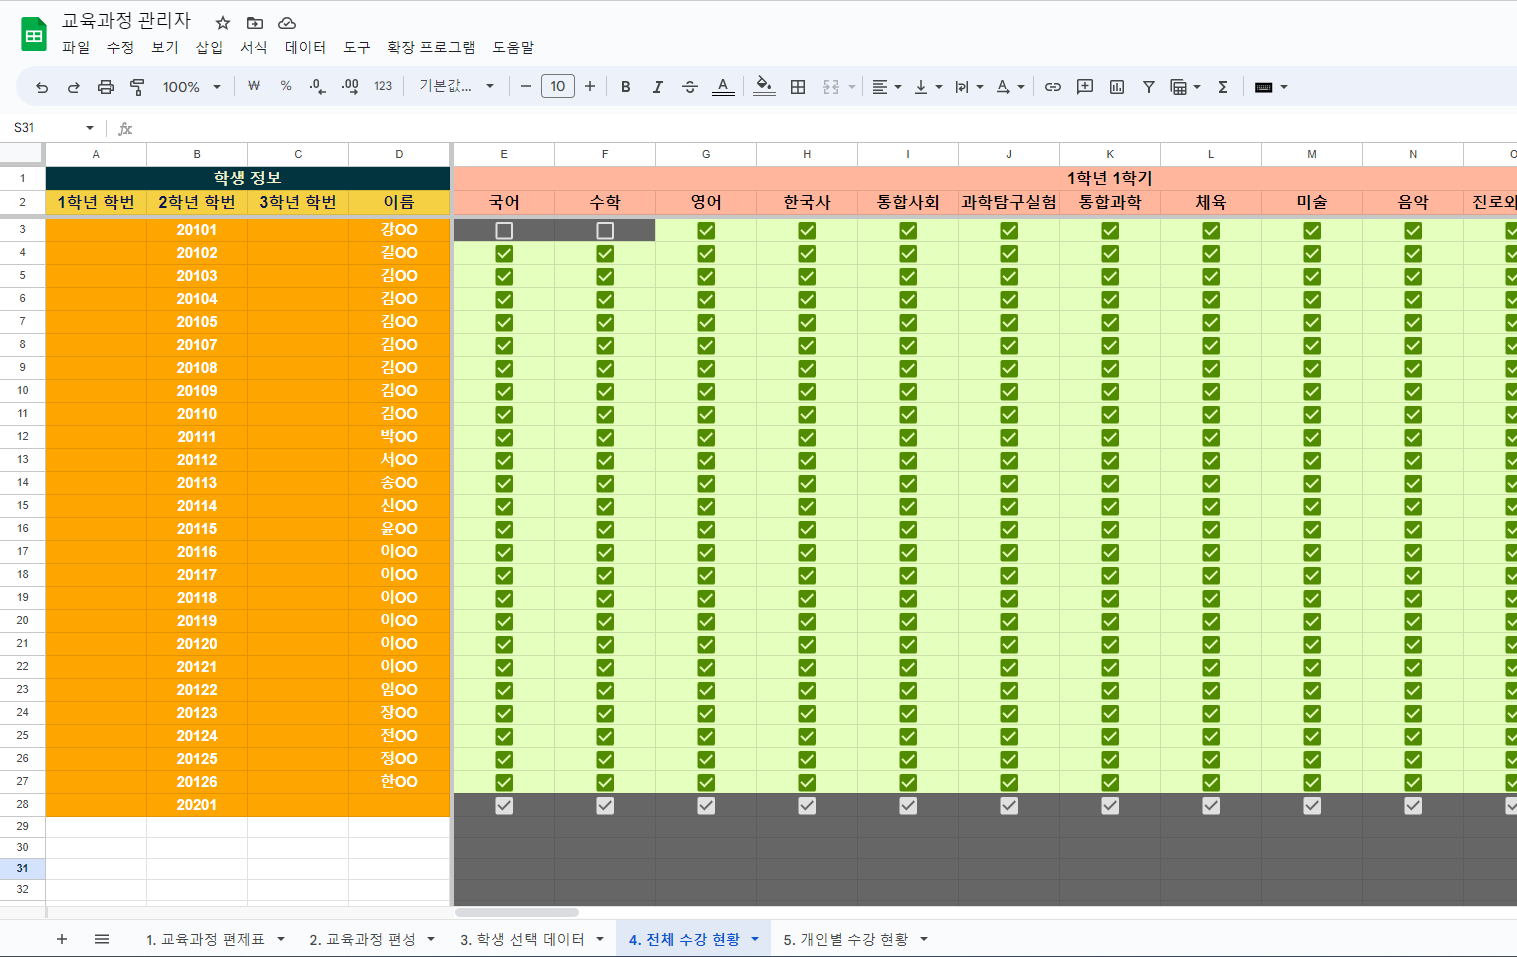 교육과정 관리자
파일 수정 보기 삽입 서식 데이터 도구 확장 프로그램 도움말
100% ₩ % .0 .00 123 기본값... 10 B I A
S31 fx
A B C D E F G H I J K L M N O
1 학생 정보 1학년 1학기
2 1학년 학번 2학년 학번 3학년 학번 이름 국어 수학 영어 한국사 통합사회 과학탐구실험 통합과학 체육 미술 음악 진로와
3 20101 강OO
4 20102 길OO
5 20103 김OO
6 20104 김OO
7 20105 김OO
8 20107 김OO
9 20108 김OO
10 20109 김OO
11 20110 김OO
12 20111 박OO
13 20112 서OO
14 20113 송OO
15 20114 신OO
16 20115 윤OO
17 20116 이OO
18 20117 이OO
19 20118 이OO
20 20119 이OO
21 20120 이OO
22 20121 이OO
23 20122 임OO
24 20123 장OO
25 20124 전OO
26 20125 정OO
27 20126 한OO
28 20201
29
30
31
32
1. 교육과정 편제표 2. 교육과정 편성 3. 학생 선택 데이터 4. 전체 수강 현황 5. 개인별 수강 현황